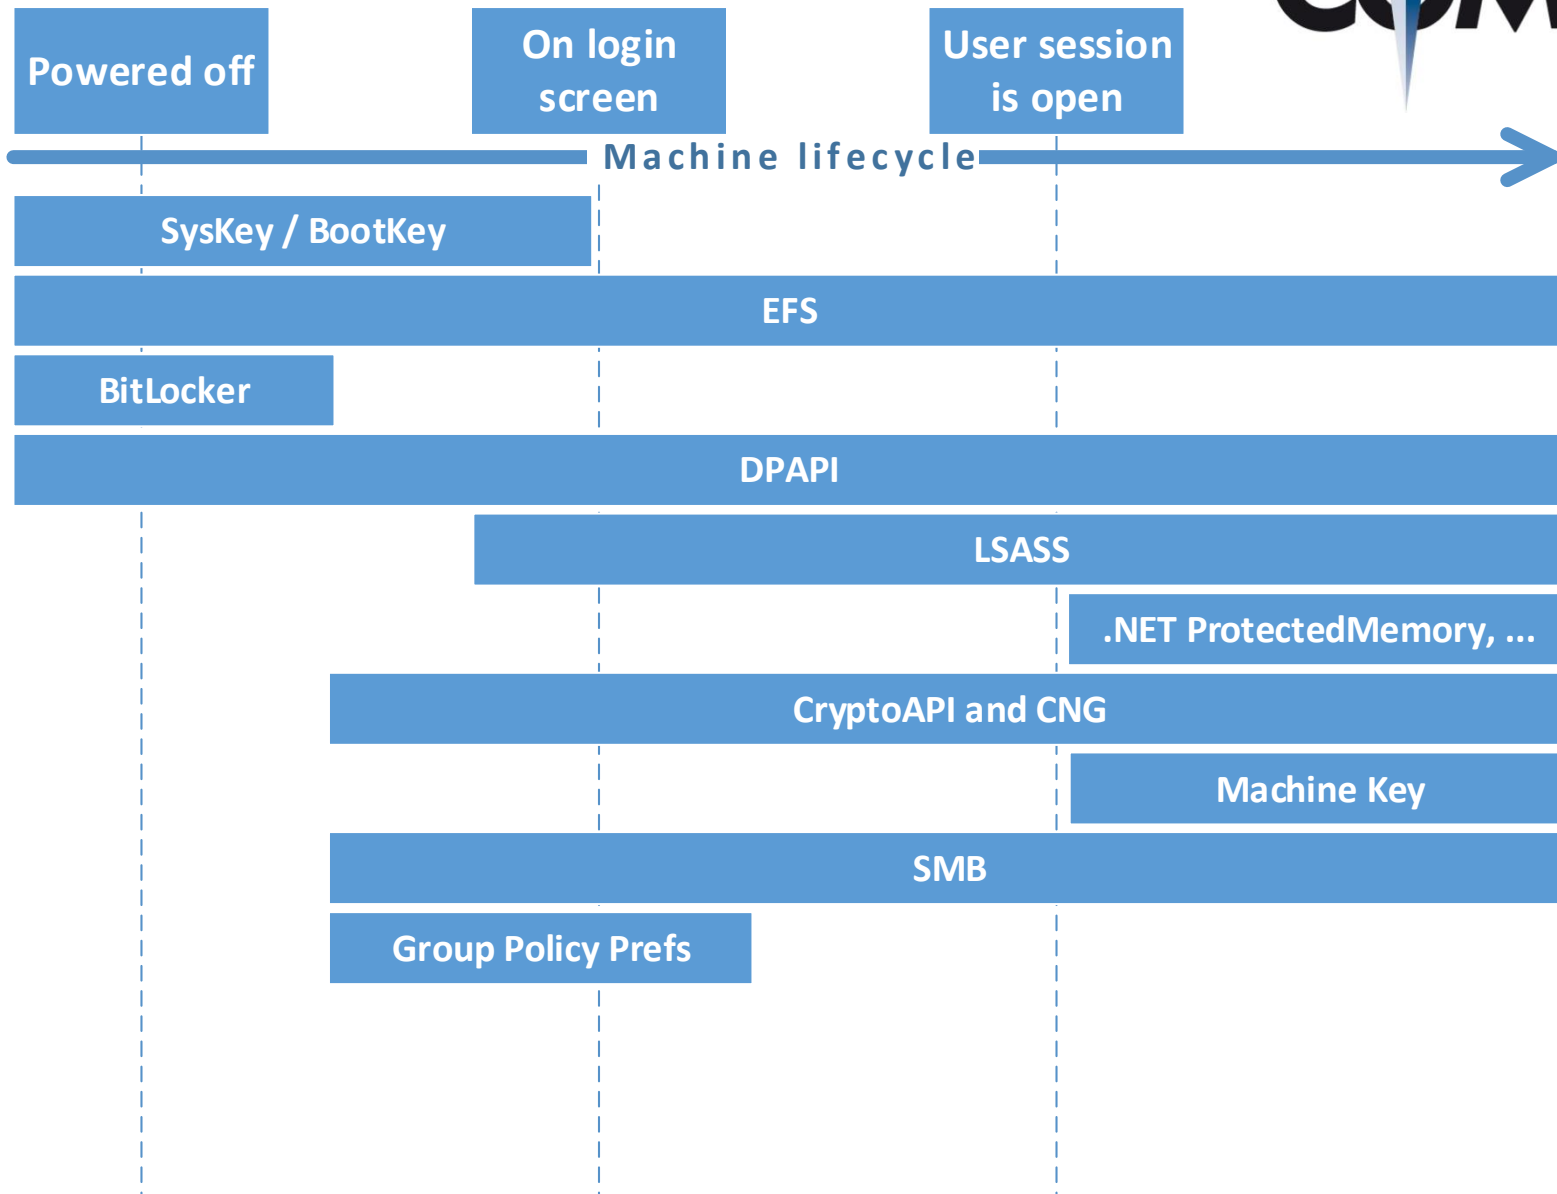 COM
Powered off
On login
screen
User session
is open
Machine lifecycle
SysKey / BootKey
EFS
BitLocker
DPAPI
LSASS
.NET ProtectedMemory, ...
CryptoAPI and CNG
Machine Key
SMB
Group Policy Prefs